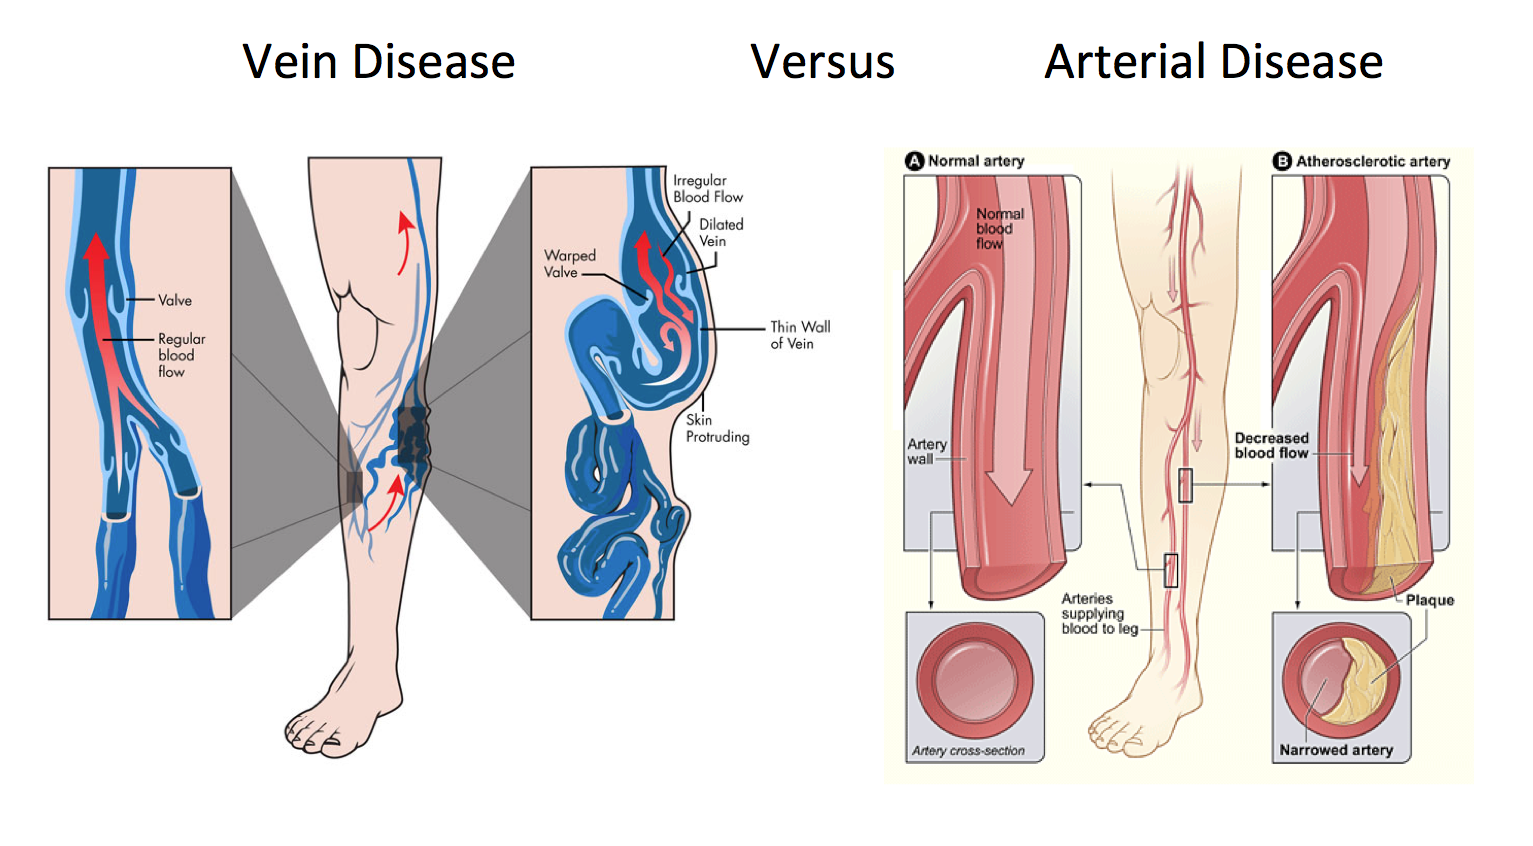 Vein Disease
Versus
Arterial Disease
Valve
Regular
blood
flow
Irregular
Blood Flow
Dilated
Vein
Warped
Valve
Thin Wall
of Vein
Skin
Protruding
A Normal artery
Normal
blood
flow
Artery
wall
Arteries
supplying
blood to leg
Artery cross-section
B Atherosclerotic artery
Decreased
blood flow
Plaque
Narrowed artery